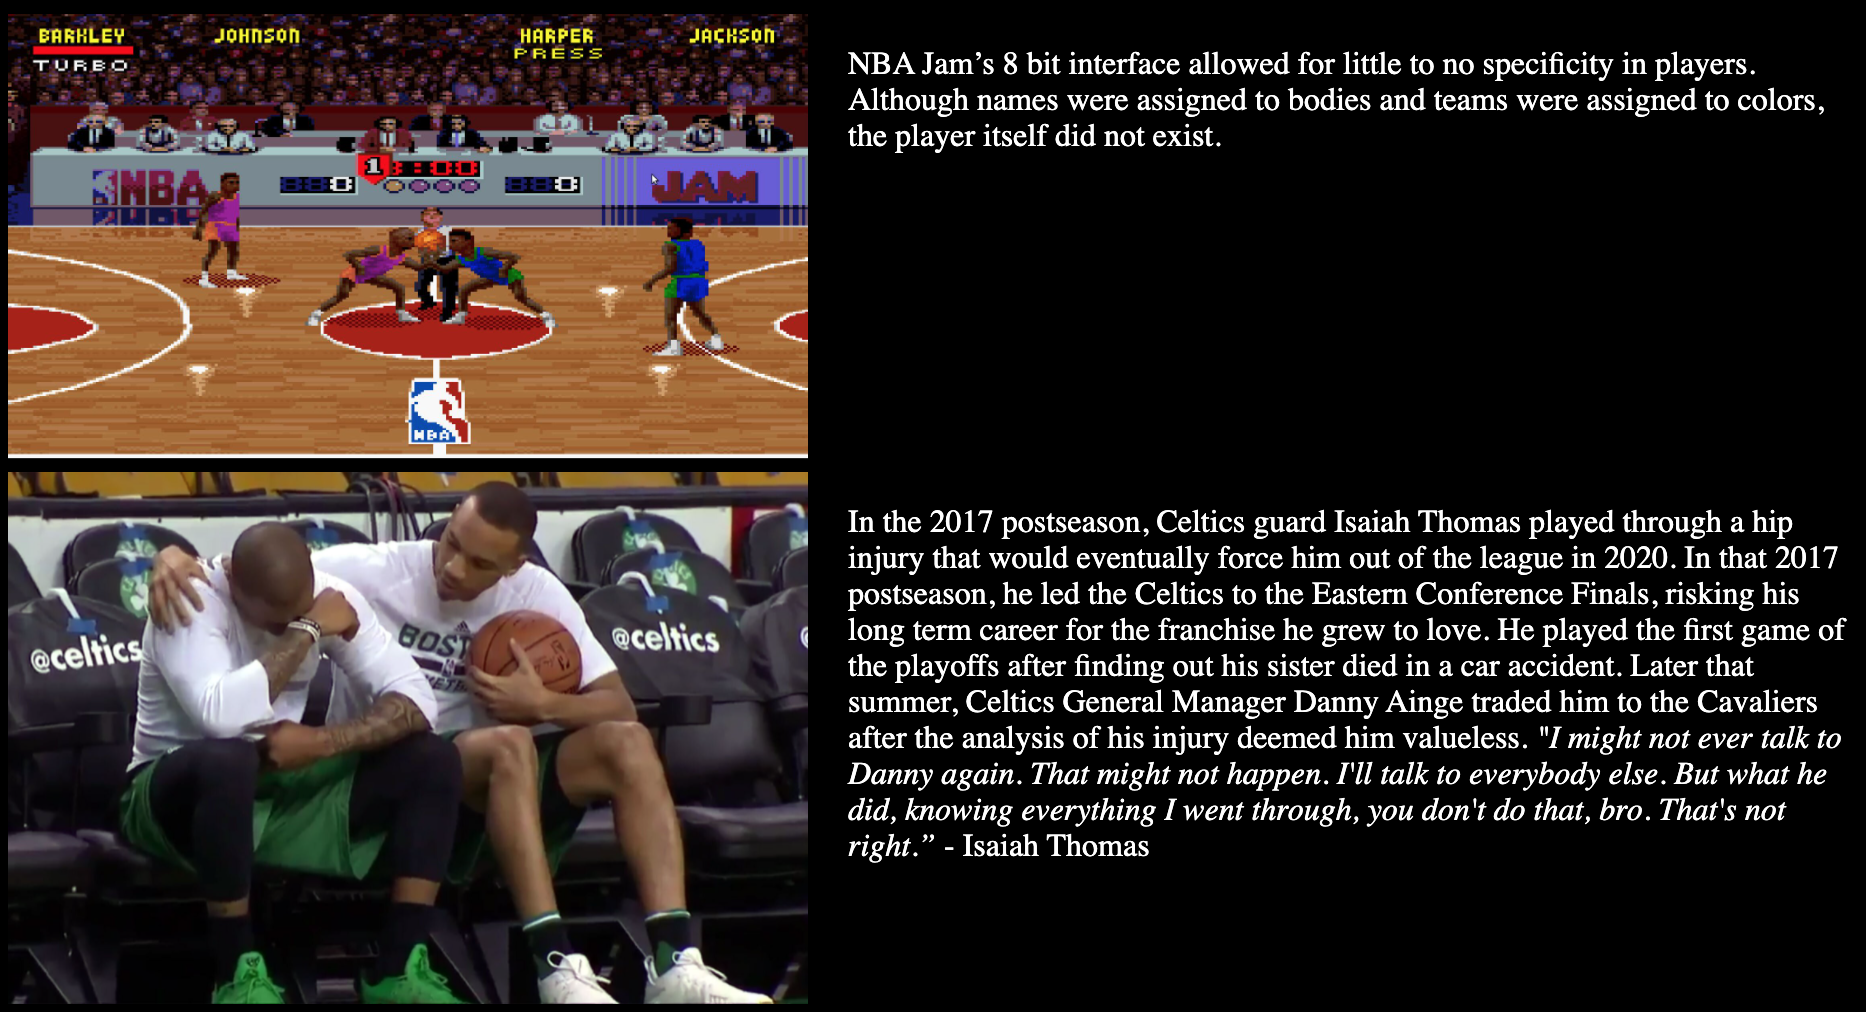 BARKLEY JOHNSON HARPER JACKSON
TURBO PRESS
NBA Jam’s 8 bit interface allowed for little to no specificity in players.
Although names were assigned to bodies and teams were assigned to colors,
the player itself did not exist.
1 3:00
0 0
NBA JAM
NBA
In the 2017 postseason, Celtics guard Isaiah Thomas played through a hip
injury that would eventually force him out of the league in 2020. In that 2017
postseason, he led the Celtics to the Eastern Conference Finals, risking his
long term career for the franchise he grew to love. He played the first game of
the playoffs after finding out his sister died in a car accident. Later that
summer, Celtics General Manager Danny Ainge traded him to the Cavaliers
after the analysis of his injury deemed him valueless. "I might not ever talk to
Danny again. That might not happen. I'll talk to everybody else. But what he
did, knowing everything I went through, you don't do that, bro. That's not
right.” - Isaiah Thomas
@celtics
BOST
@celtics